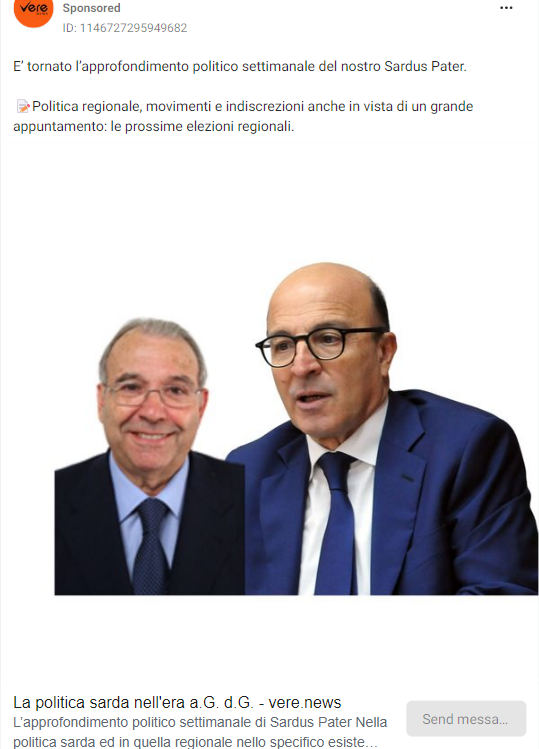 vere
NEWS
Sponsored
ID: 1146727295949682
E’ tornato l’approfondimento politico settimanale del nostro Sardus Pater.
📝Politica regionale, movimenti e indiscrezioni anche in vista di un grande
appuntamento: le prossime elezioni regionali.
La politica sarda nell'era a.G. d.G. - vere.news
L’approfondimento politico settimanale di Sardus Pater Nella
politica sarda ed in quella regionale nello specifico esiste…
Send messa…